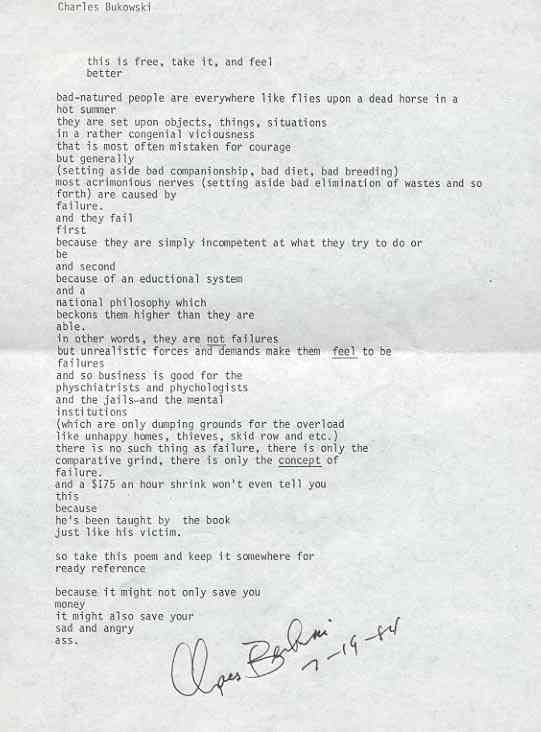 Charles Bukowski
this is free, take it, and feel
better
bad-natured people are everywhere like flies upon a dead horse in a
hot summer
they are set upon objects, things, situations
in a rather congenial viciousness
that is most often mistaken for courage
but generally
(setting aside bad companionship, bad diet, bad breeding)
most acrimonious nerves (setting aside bad elimination of wastes and so
forth) are caused by
failure.
and they fail
first
because they are simply incompetent at what they try to do or
be
and second
because of an eductional system
and a
national philosophy which
beckons them higher than they are
able.
in other words, they are not failures
but unrealistic forces and demands make them feel to be
failures
and so business is good for the
physchiatrists and phychologists
and the jails—and the mental
institutions
(which are only dumping grounds for the overload
like unhappy homes, thieves, skid row and etc.)
there is no such thing as failure, there is only the
comparative grind, there is only the concept of
failure.
and a $175 an hour shrink won't even tell you
this
because
he's been taught by the book
just like his victim.
so take this poem and keep it somewhere for
ready reference
because it might not only save you
money
it might also save your
sad and angry
ass.
7-19-84